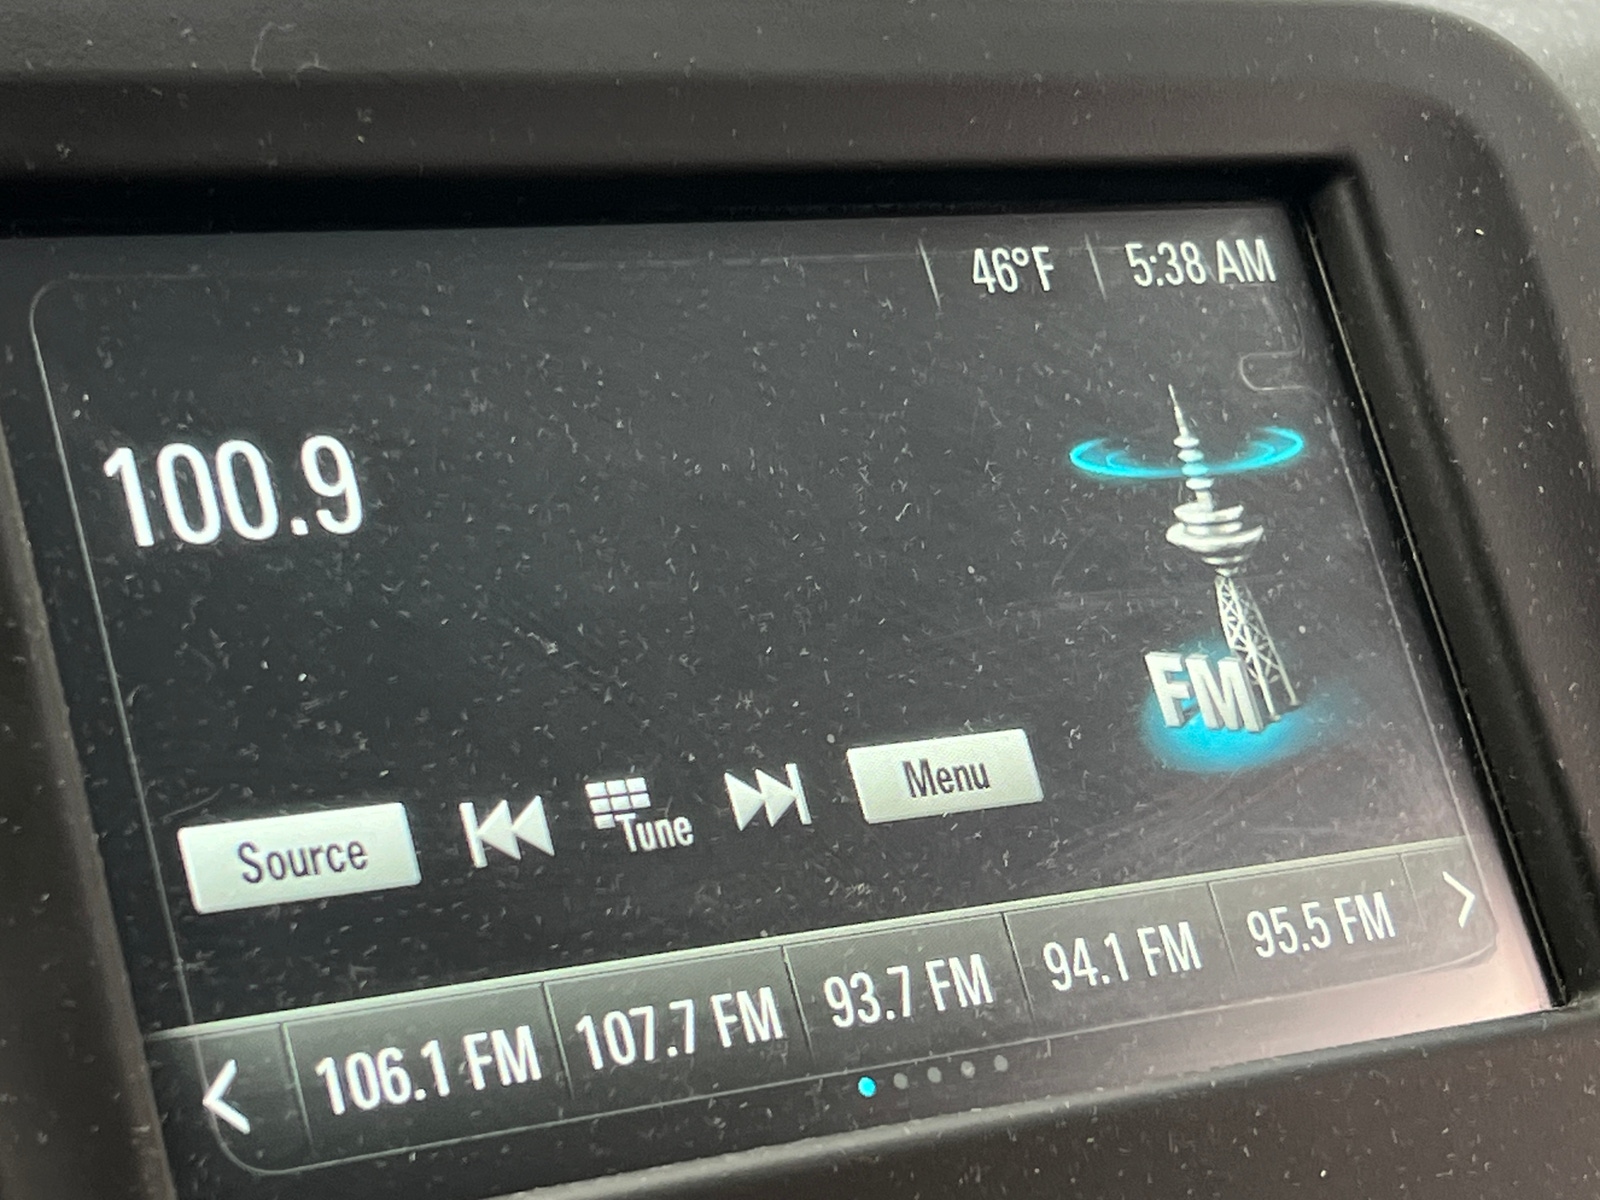 46°F 5:38 AM
100.9
FM
Source Tune Menu
106.1 FM 107.7 FM 93.7 FM 94.1 FM 95.5 FM